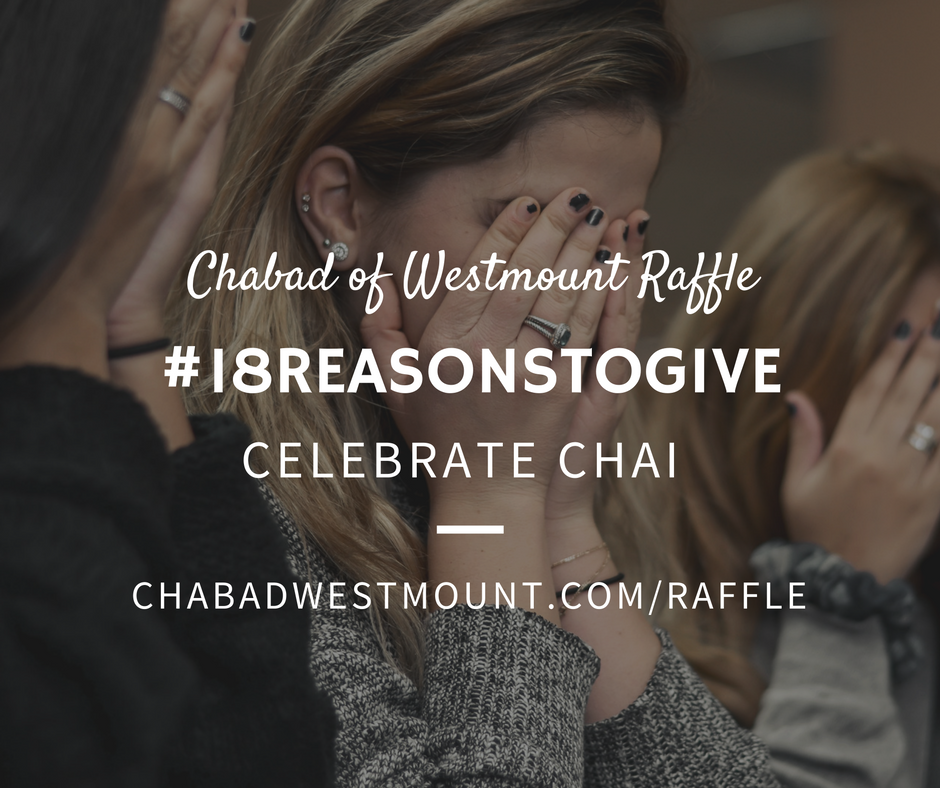 Chabad of Westmount Raffle
#18REASONSTOGIVE
CELEBRATE CHAI
CHABADWESTMOUNT.COM/RAFFLE